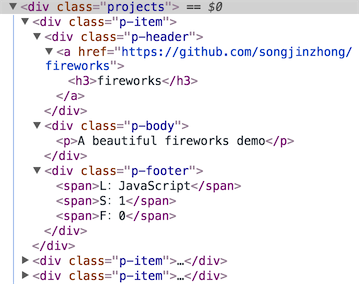 ▼<div class="projects"> == $0
▼<div class="p-item">
▼<div class="p-header">
▼<a href="https://github.com/songjinzhong/
fireworks">
<h3>fireworks</h3>
</a>
</div>
▼<div class="p-body">
<p>A beautiful fireworks demo</p>
</div>
▼<div class="p-footer">
<span>L: JavaScript</span>
<span>S: 1</span>
<span>F: 0</span>
</div>
</div>
▶<div class="p-item">…</div>
▶<div class="p-item">…</div>